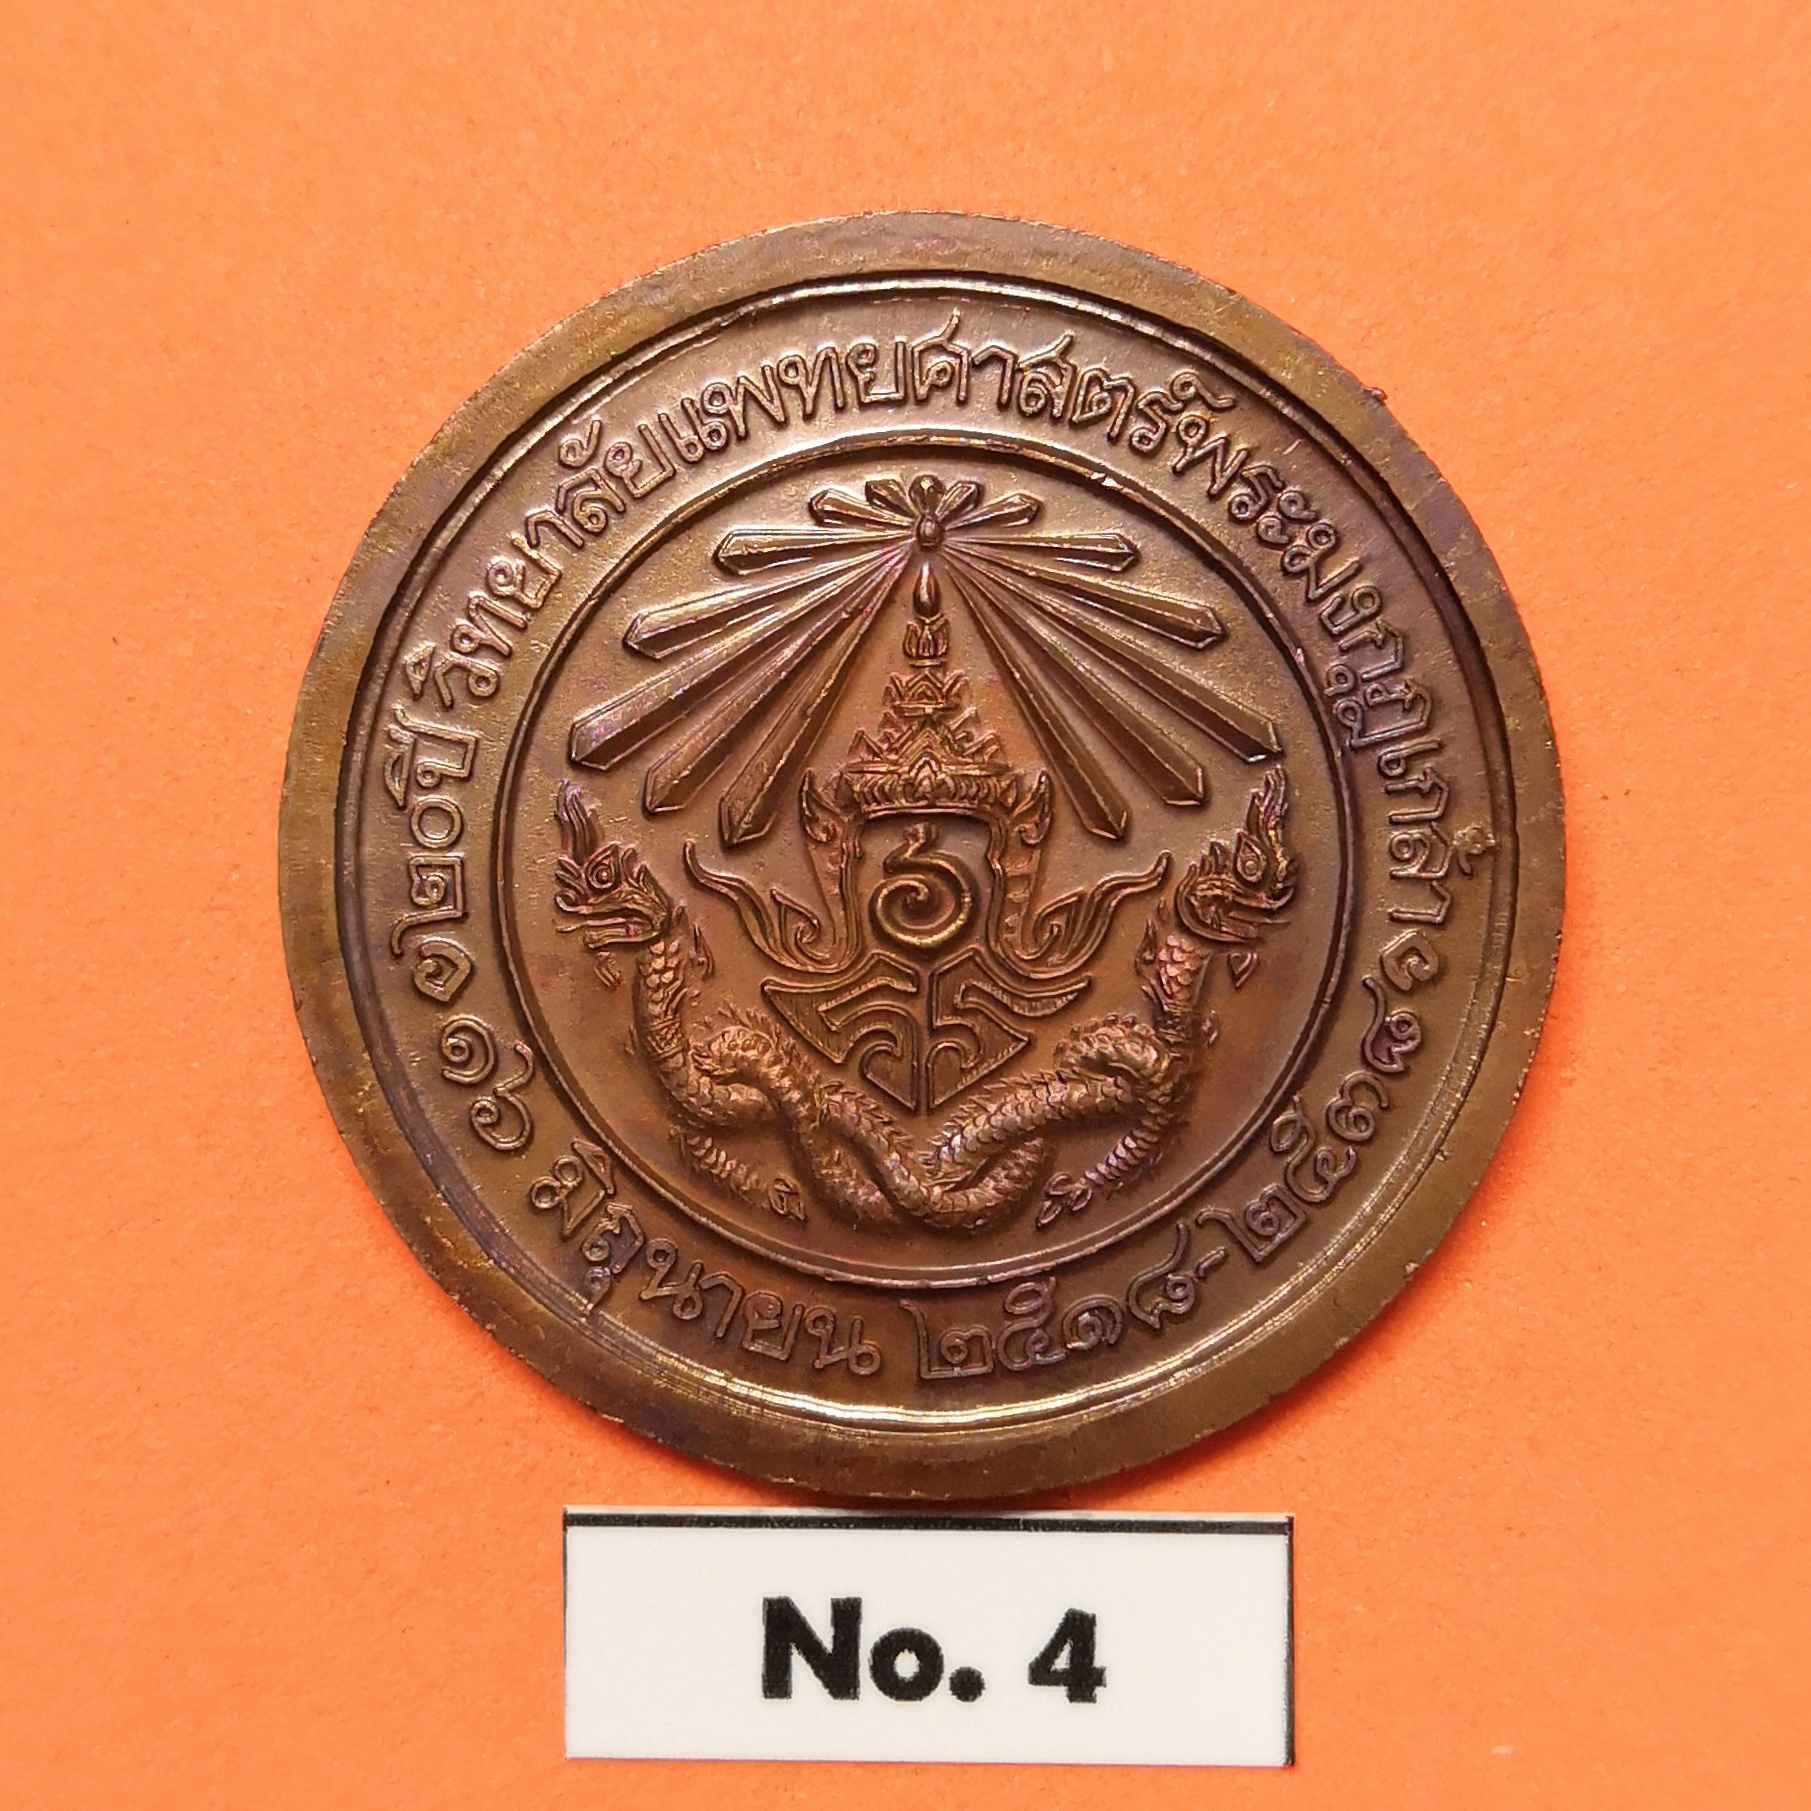 ๒๐ปี วิทยาลัยแพทยศาสตร์พระมงกุฎเกล้า
๖๑ มิถุนายน ๒๕๑๘-๒๕๓๘
No. 4